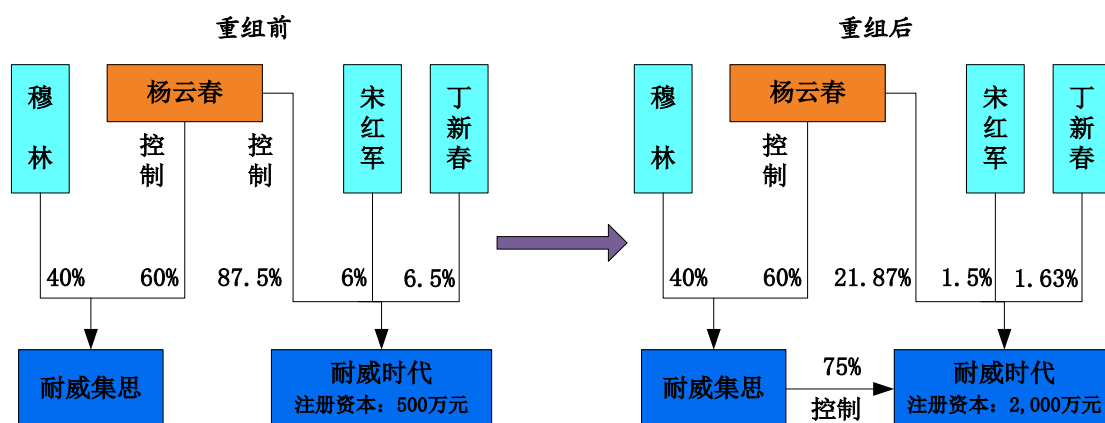 重组前
穆林
杨云春
宋红军
丁新春
控制
控制
40%
60%
87.5%
6%
6.5%
耐威集思
耐威时代
注册资本：500万元
重组后
穆林
杨云春
宋红军
丁新春
控制
40%
60%
21.87%
1.5%
1.63%
耐威集思
75%
控制
耐威时代
注册资本：2,000万元